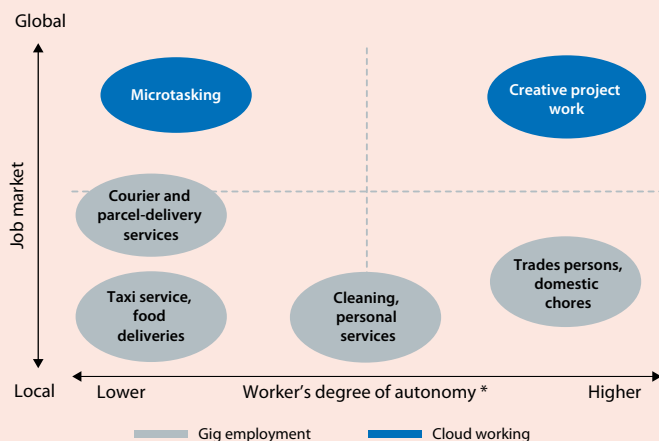 Global
Microtasking
Creative project
work
Job market
Courier and
parcel-delivery
services
Trades persons,
domestic
chores
Taxi service,
food
deliveries
Cleaning,
personal
services
Local
Lower
Worker's degree of autonomy *
Higher
Gig employment
Cloud working